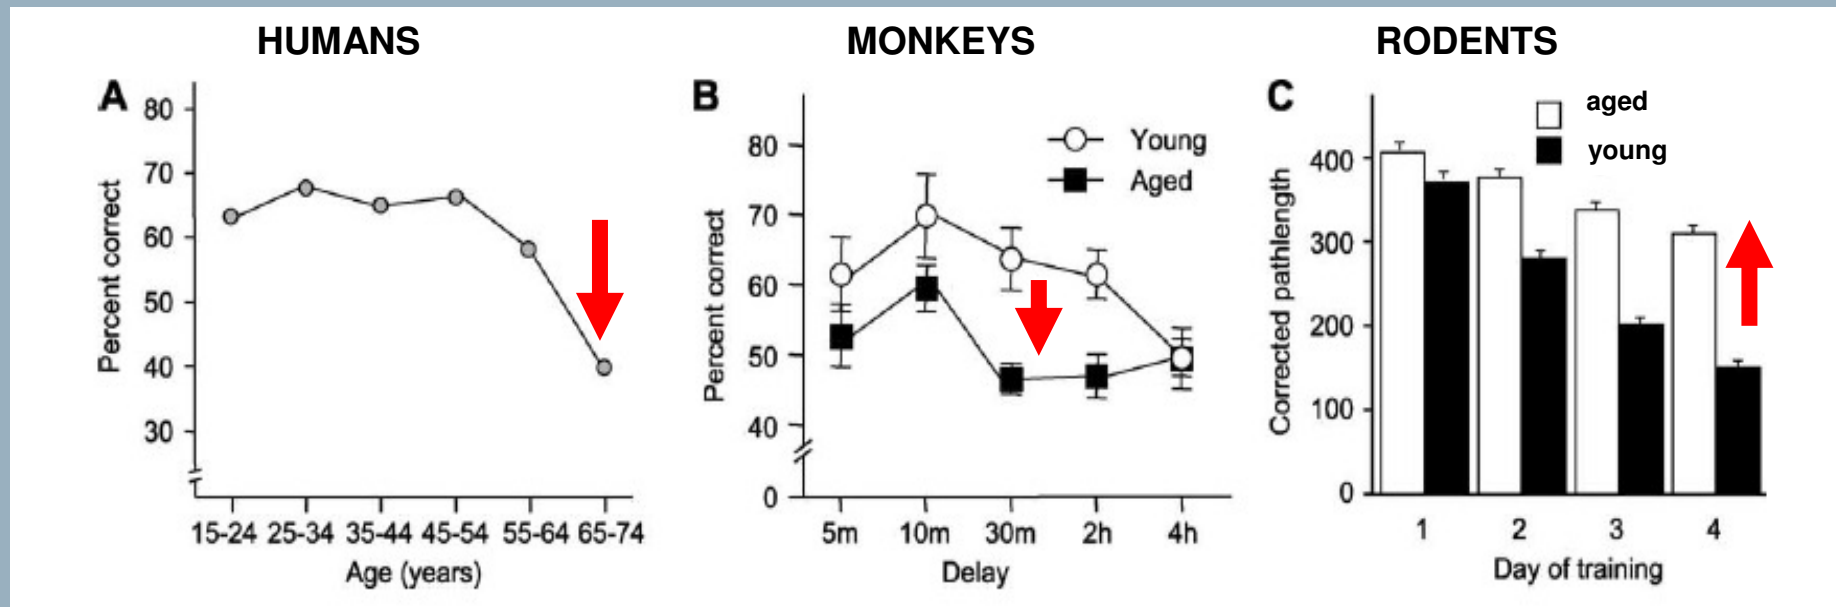 HUMANS
MONKEYS
RODENTS
A
80
70
60
50
40
30
Percent correct
15-24 25-34 35-44 45-54 55-64 65-74
Age (years)
B
Young
Aged
80
70
60
50
40
0
Percent correct
5m 10m 30m 2h 4h
Delay
C
aged
young
400
300
200
100
0
Corrected pathlength
1 2 3 4
Day of training